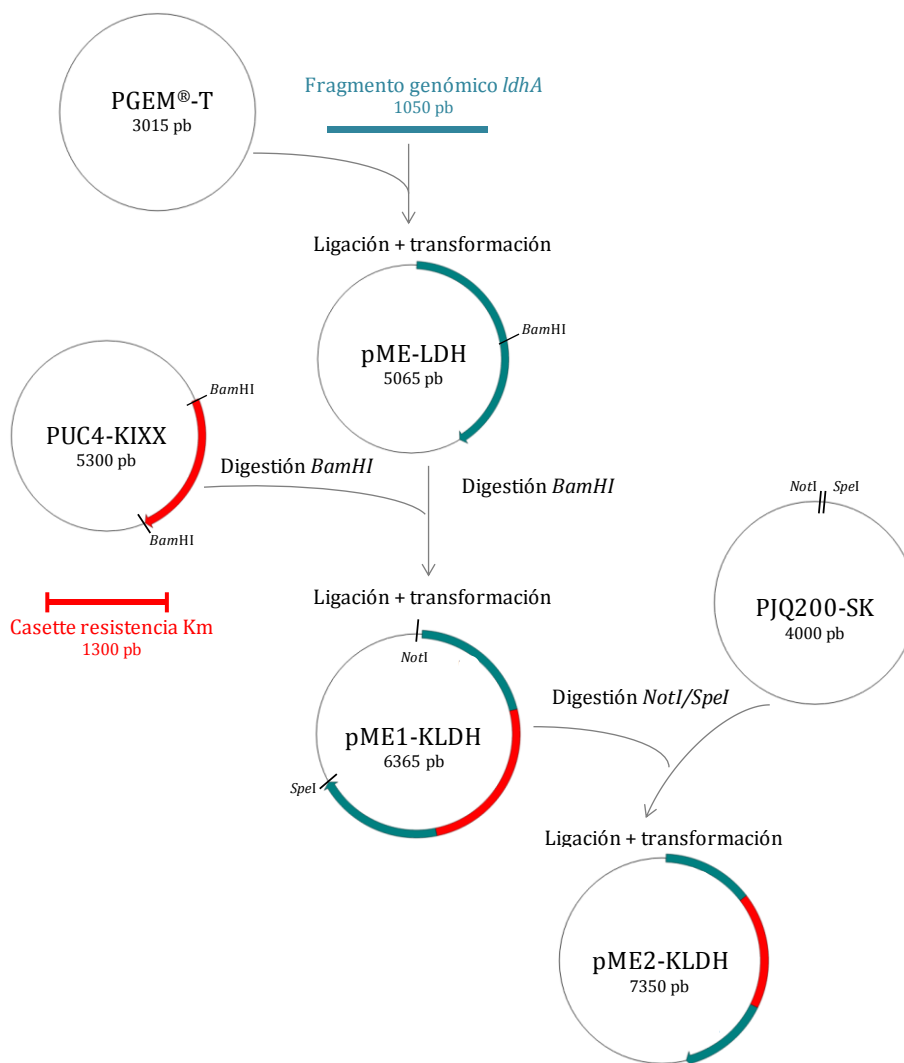 PGEM®-T
3015 pb
Fragmento genómico ldhA
1050 pb
Ligación + transformación
BamHI
pME-LDH
5065 pb
BamHI
PUC4-KIXX
5300 pb
BamHI
Digestión BamHI
Digestión BamHI
Casette resistencia Km
1300 pb
NotI SpeI
PJQ200-SK
4000 pb
Ligación + transformación
NotI
pME1-KLDH
6365 pb
SpeI
Digestión NotI/SpeI
Ligación + transformación
pME2-KLDH
7350 pb